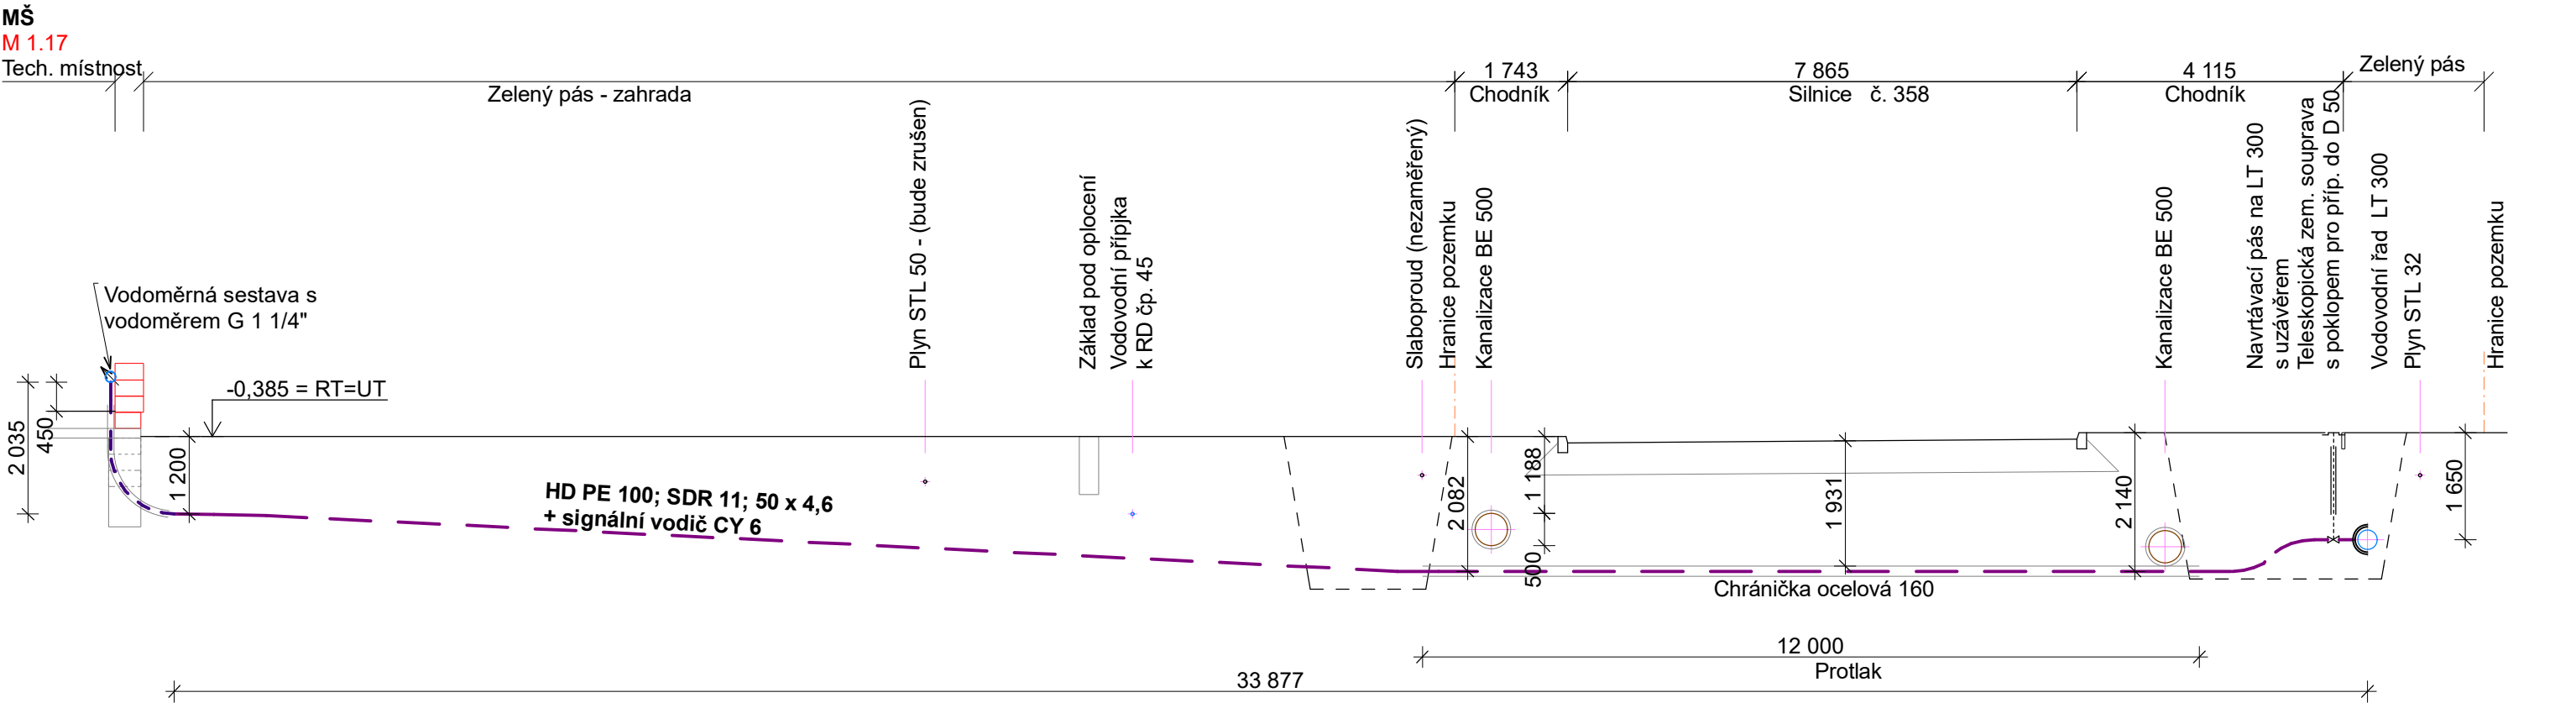 MŠ
M 1.17
Tech. místnost
Zelený pás - zahrada
1 743
Chodník
7 865
Silnice č. 358
4 115
Chodník
Zelený pás
Plyn STL 50 - (bude zrušen)
Základ pod oplocení
Vodovodní přípjka
k RD čp. 45
Slaboproud (nezaměřený)
Hranice pozemku
Kanalizace BE 500
Kanalizace BE 500
Navrtávací pás na LT 300
s uzávěrem
Teleskopická zem. souprava
s poklopem pro příp. do D 50
Vodovodní řad LT 300
Plyn STL 32
Hranice pozemku
Vodoměrná sestava s
vodoměrem G 1 1/4"
-0,385 = RT=UT
2 035
450
1 200
HD PE 100; SDR 11; 50 x 4,6
+ signální vodič CY 6
2 082
1 188
500
1 931
2 140
1 650
Chránička ocelová 160
12 000
Protlak
33 877